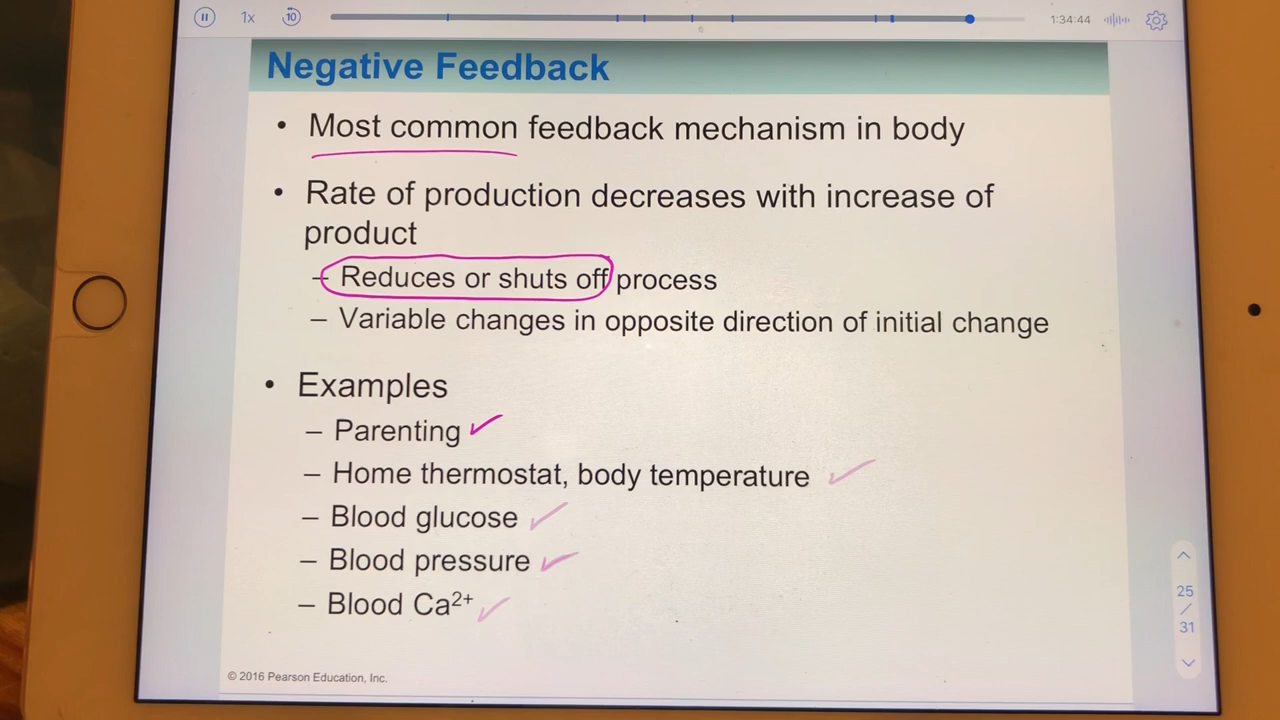 1x
10
1:34:44
Negative Feedback
• Most common feedback mechanism in body
• Rate of production decreases with increase of
product
– Reduces or shuts off process
– Variable changes in opposite direction of initial change
• Examples
– Parenting
– Home thermostat, body temperature
– Blood glucose
– Blood pressure
– Blood Ca²⁺
25
/
31
© 2016 Pearson Education, Inc.